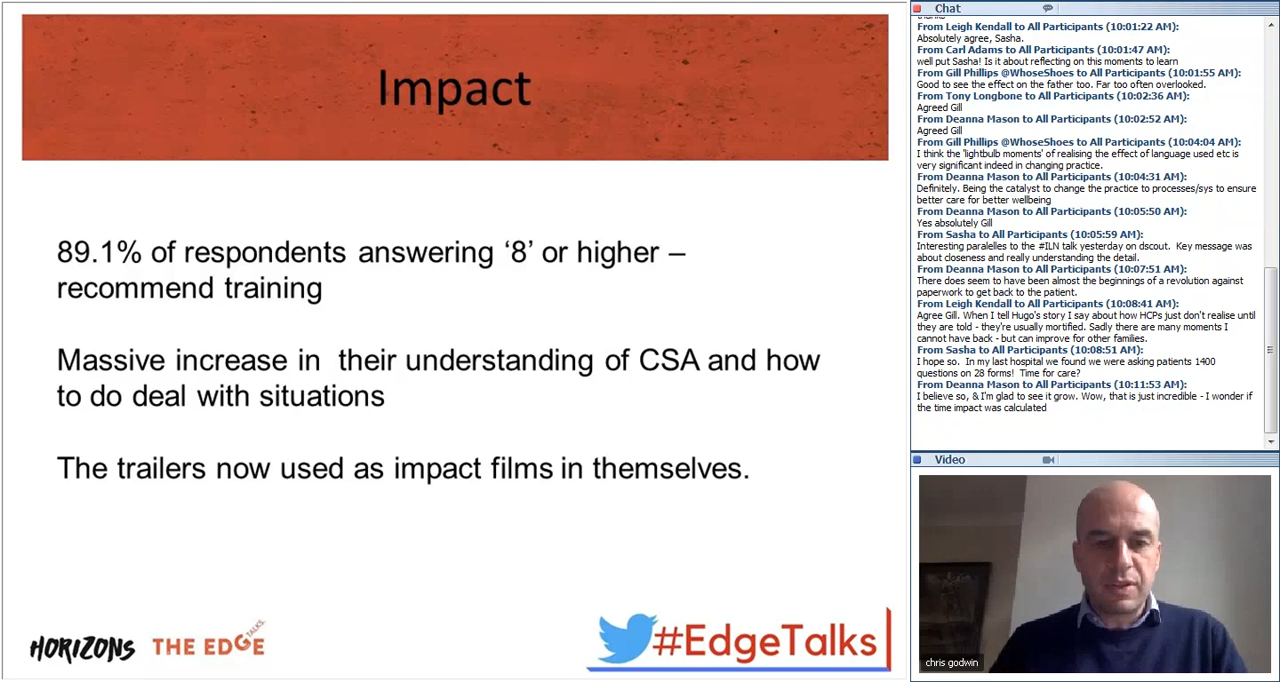 Impact
89.1% of respondents answering ‘8’ or higher –
recommend training
Massive increase in  their understanding of CSA and how
to do deal with situations
The trailers now used as impact films in themselves.
HORIZONS
THE EDGE
TALKS
#EdgeTalks
Chat
From Leigh Kendall to All Participants (10:01:22 AM):
Absolutely agree, Sasha.
From Carl Adams to All Participants (10:01:47 AM):
well put Sasha! Is it about reflecting on this moments to learn
From Gill Phillips @WhoseShoes to All Participants (10:01:55 AM):
Good to see the effect on the father too. Far too often overlooked.
From Tony Longbone to All Participants (10:02:36 AM):
Agreed Gill
From Deanna Mason to All Participants (10:02:52 AM):
Agreed Gill
From Gill Phillips @WhoseShoes to All Participants (10:04:04 AM):
I think the 'lightbulb moments' of realising the effect of language used etc is
very significant indeed in changing practice.
From Deanna Mason to All Participants (10:04:31 AM):
Definitely. Being the catalyst to change the practice to processes/sys to ensure
better care for better wellbeing
From Deanna Mason to All Participants (10:05:50 AM):
Yes absolutely Gill
From Sasha to All Participants (10:05:59 AM):
Interesting paralelles to the #ILN talk yesterday on dscout.  Key message was
about closeness and really understanding the detail.
From Deanna Mason to All Participants (10:07:51 AM):
There does seem to have been almost the beginnings of a revolution against
paperwork to get back to the patient.
From Leigh Kendall to All Participants (10:08:41 AM):
Agree Gill. When I tell Hugo's story I say about how HCPs just don't realise until
they are told - they're usually mortified. Sadly there are many moments I
cannot have back - but can improve for other families.
From Sasha to All Participants (10:08:51 AM):
I hope so.  In my last hospital we found we were asking patients 1400
questions on 28 forms!  Time for care?
From Deanna Mason to All Participants (10:11:53 AM):
I believe so, & I'm glad to see it grow. Wow, that is just incredible - I wonder if
the time impact was calculated
Video
chris godwin